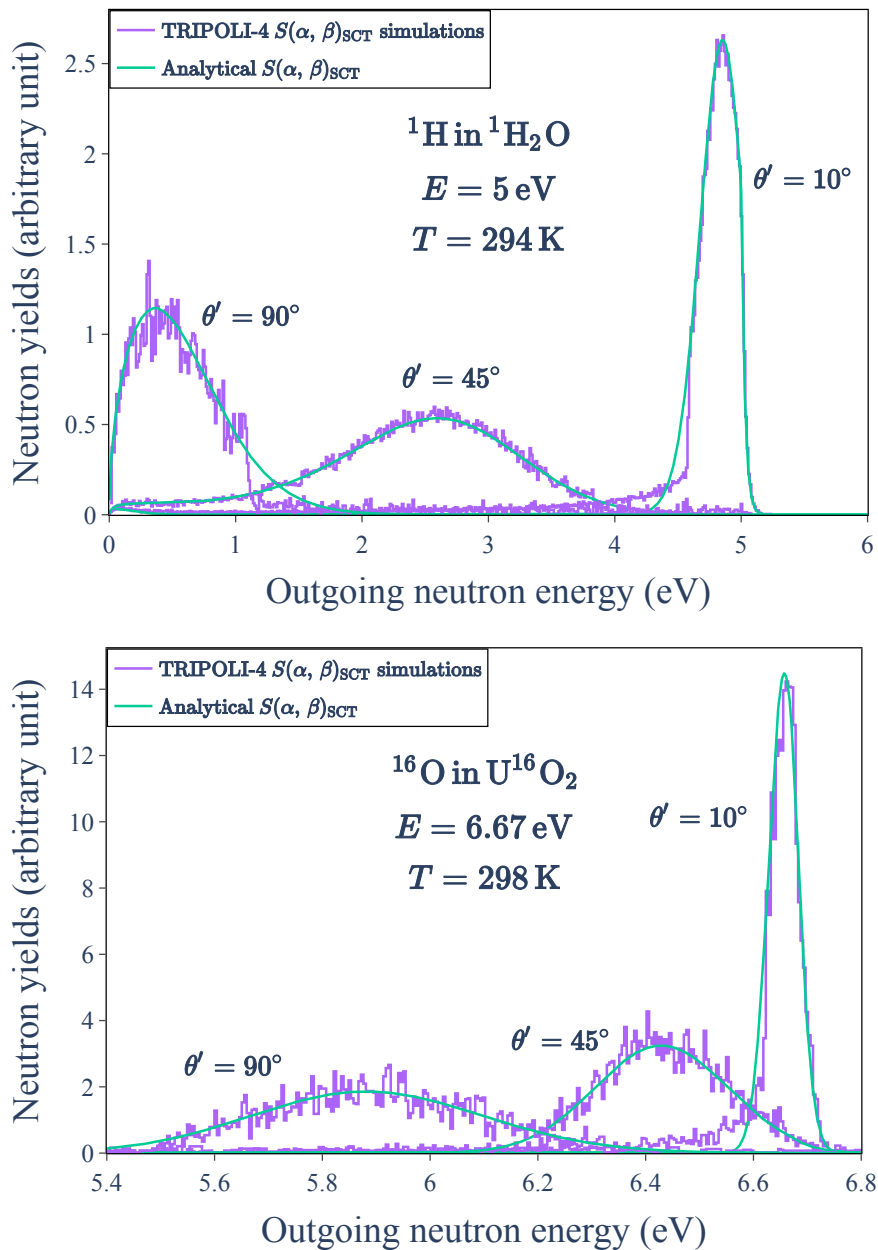 TRIPOLI-4 S(α, β)SCT simulations
Analytical S(α, β)SCT
¹H in ¹H₂O
E = 5 eV
T = 294 K
θ′ = 10°
θ′ = 90°
θ′ = 45°
Neutron yields (arbitrary unit)
2.5
2
1.5
1
0.5
0
0 1 2 3 4 5 6
Outgoing neutron energy (eV)
TRIPOLI-4 S(α, β)SCT simulations
Analytical S(α, β)SCT
¹⁶O in U¹⁶O₂
E = 6.67 eV
T = 298 K
θ′ = 10°
θ′ = 45°
θ′ = 90°
Neutron yields (arbitrary unit)
14
12
10
8
6
4
2
0
5.4 5.6 5.8 6 6.2 6.4 6.6 6.8
Outgoing neutron energy (eV)